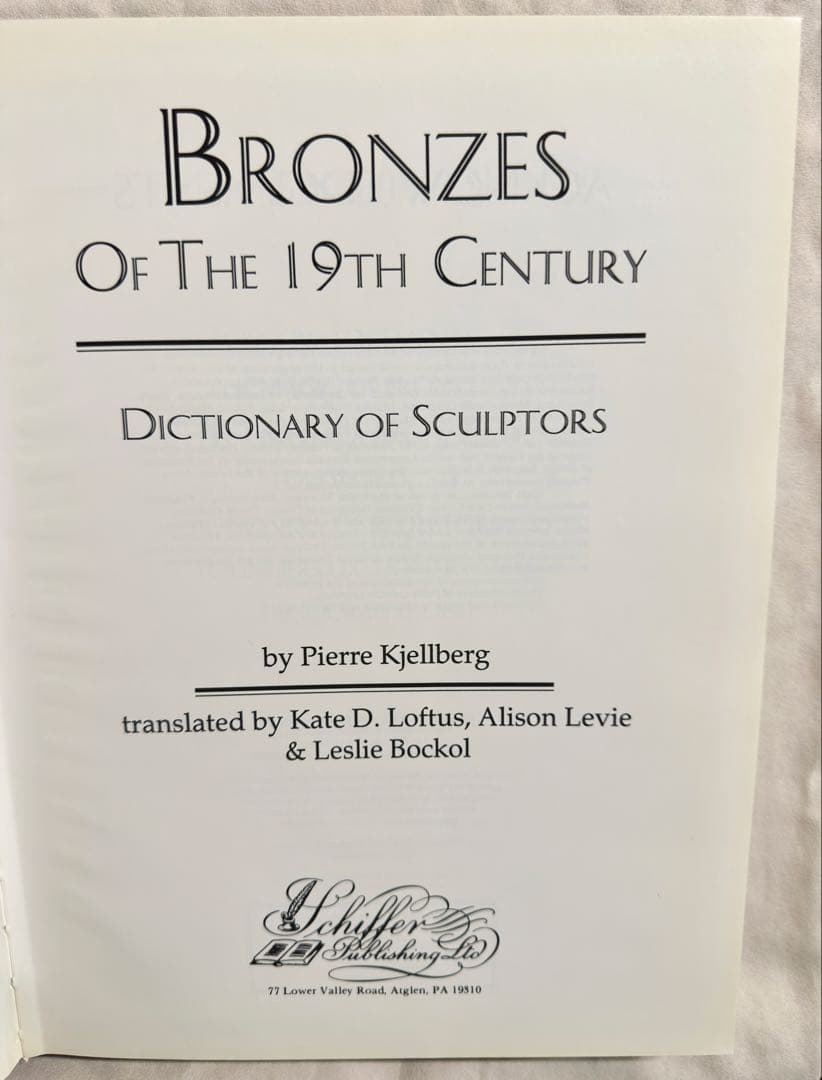 BRONZES
OF THE 19TH CENTURY
DICTIONARY OF SCULPTORS
by Pierre Kjellberg
translated by Kate D. Loftus, Alison Levie
& Leslie Bockol
Schiffer
Publishing Ltd
77 Lower Valley Road, Atglen, PA 19310